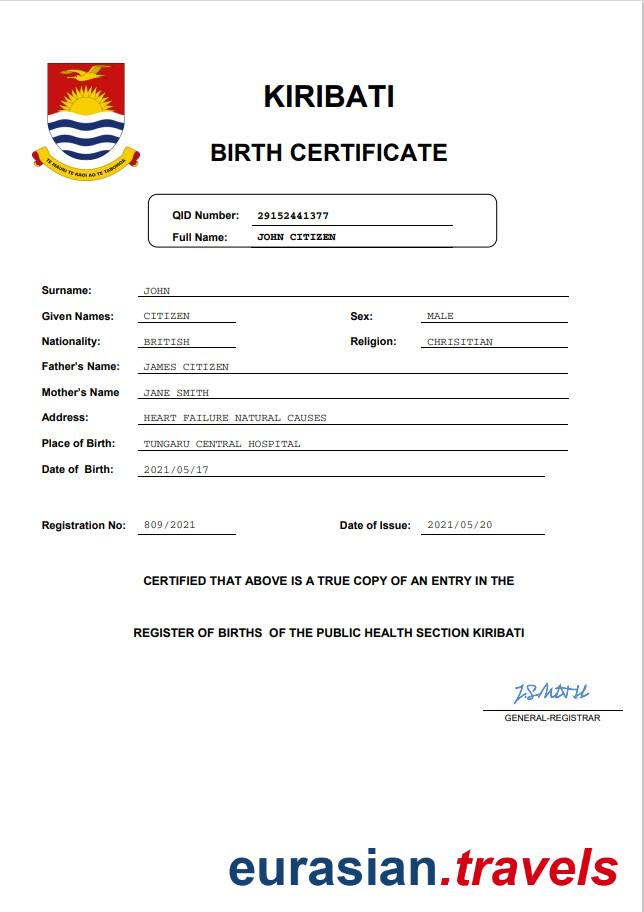 KIRIBATI
BIRTH CERTIFICATE
TE MAURI TE RAOI AO TE TABOMOA
QID Number: 29152441377
Full Name: JOHN CITIZEN
Surname: JOHN
Given Names: CITIZEN Sex: MALE
Nationality: BRITISH Religion: CHRISITIAN
Father's Name: JAMES CITIZEN
Mother's Name JANE SMITH
Address: HEART FAILURE NATURAL CAUSES
Place of Birth: TUNGARU CENTRAL HOSPITAL
Date of Birth: 2021/05/17
Registration No: 809/2021 Date of Issue: 2021/05/20
CERTIFIED THAT ABOVE IS A TRUE COPY OF AN ENTRY IN THE
REGISTER OF BIRTHS OF THE PUBLIC HEALTH SECTION KIRIBATI
J.SMITH
GENERAL-REGISTRAR
eurasian.travels